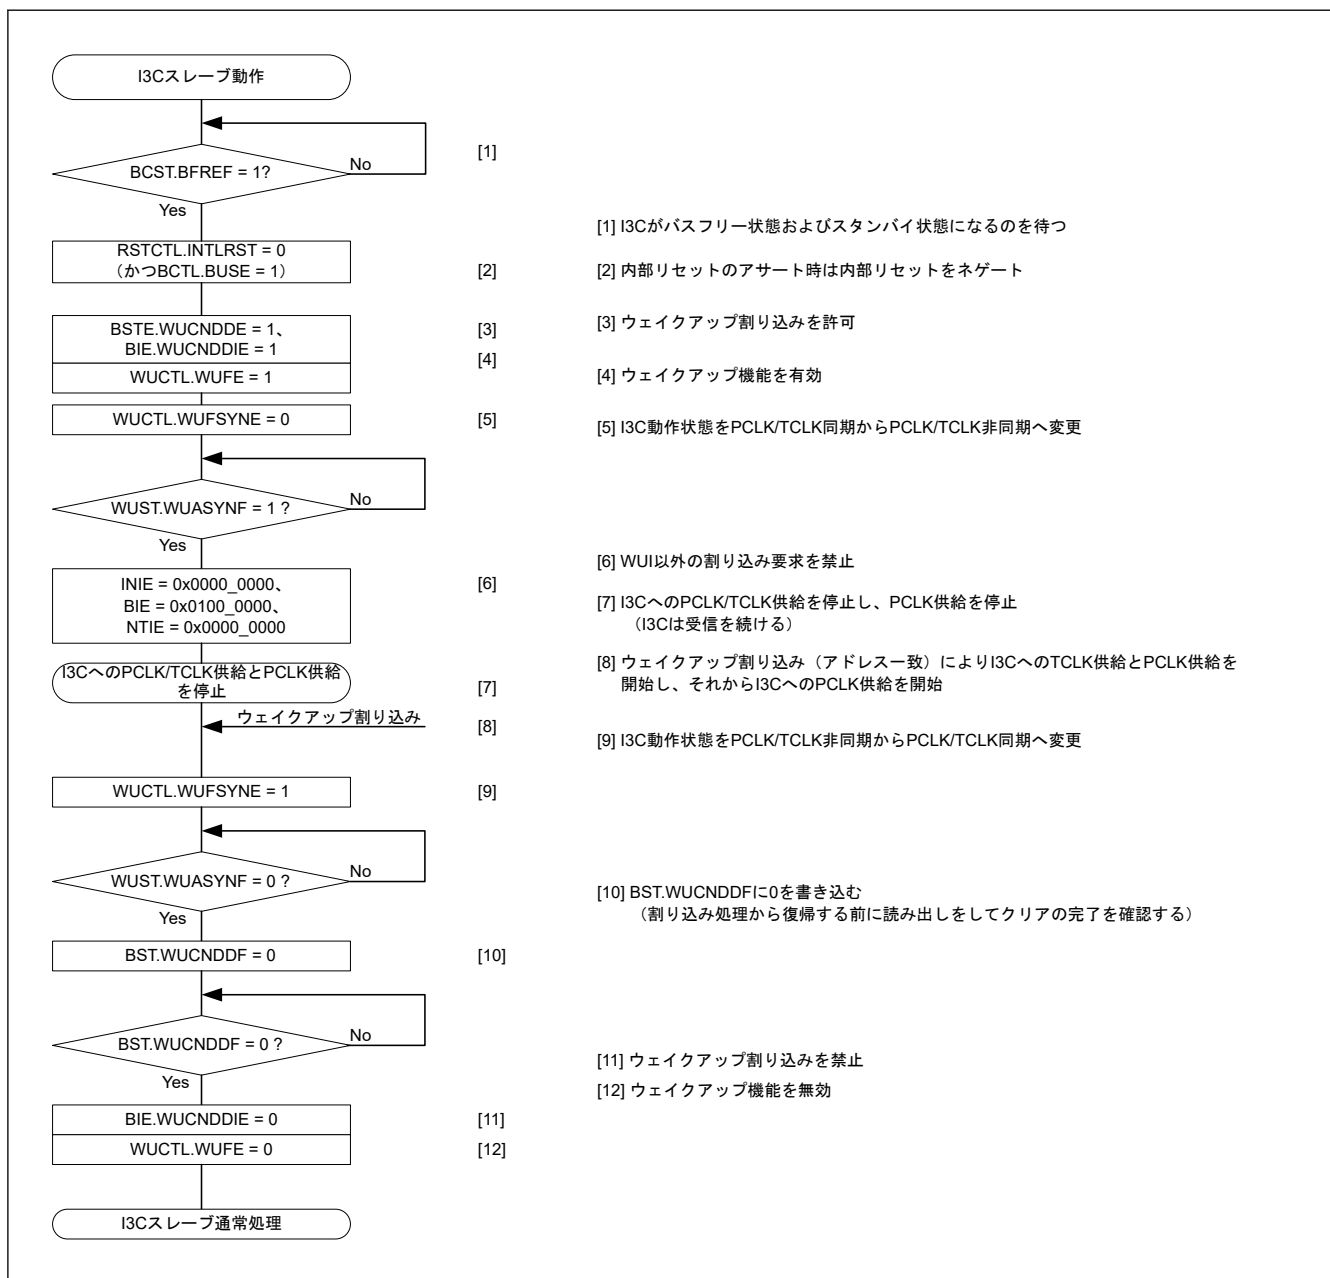 I3Cスレーブ動作
BCST.BFREF = 1?
No
[1]
Yes
[1] I3Cがバスフリー状態およびスタンバイ状態になるのを待つ
RSTCTL.INTLRST = 0
（かつBCTL.BUSE = 1）
[2]
[2] 内部リセットのアサート時は内部リセットをネゲート
BSTE.WUCNDDE = 1、
BIE.WUCNDDIE = 1
[3]
[3] ウェイクアップ割り込みを許可
WUCTL.WUFE = 1
[4]
[4] ウェイクアップ機能を有効
WUCTL.WUFSYNE = 0
[5]
[5] I3C動作状態をPCLK/TCLK同期からPCLK/TCLK非同期へ変更
WUST.WUASYNF = 1 ?
No
Yes
[6] WUI以外の割り込み要求を禁止
INIE = 0x0000_0000、
BIE = 0x0100_0000、
NTIE = 0x0000_0000
[6]
[7] I3CへのPCLK/TCLK供給を停止し、PCLK供給を停止
（I3Cは受信を続ける）
I3CへのPCLK/TCLK供給とPCLK供給
を停止
[7]
[8] ウェイクアップ割り込み（アドレス一致）によりI3CへのTCLK供給とPCLK供給を
開始し、それからI3CへのPCLK供給を開始
ウェイクアップ割り込み
[8]
[9] I3C動作状態をPCLK/TCLK非同期からPCLK/TCLK同期へ変更
WUCTL.WUFSYNE = 1
[9]
WUST.WUASYNF = 0 ?
No
Yes
[10] BST.WUCNDDFに0を書き込む
（割り込み処理から復帰する前に読み出しをしてクリアの完了を確認する）
BST.WUCNDDF = 0
[10]
BST.WUCNDDF = 0 ?
No
Yes
[11] ウェイクアップ割り込みを禁止
[12] ウェイクアップ機能を無効
BIE.WUCNDDIE = 0
[11]
WUCTL.WUFE = 0
[12]
I3Cスレーブ通常処理